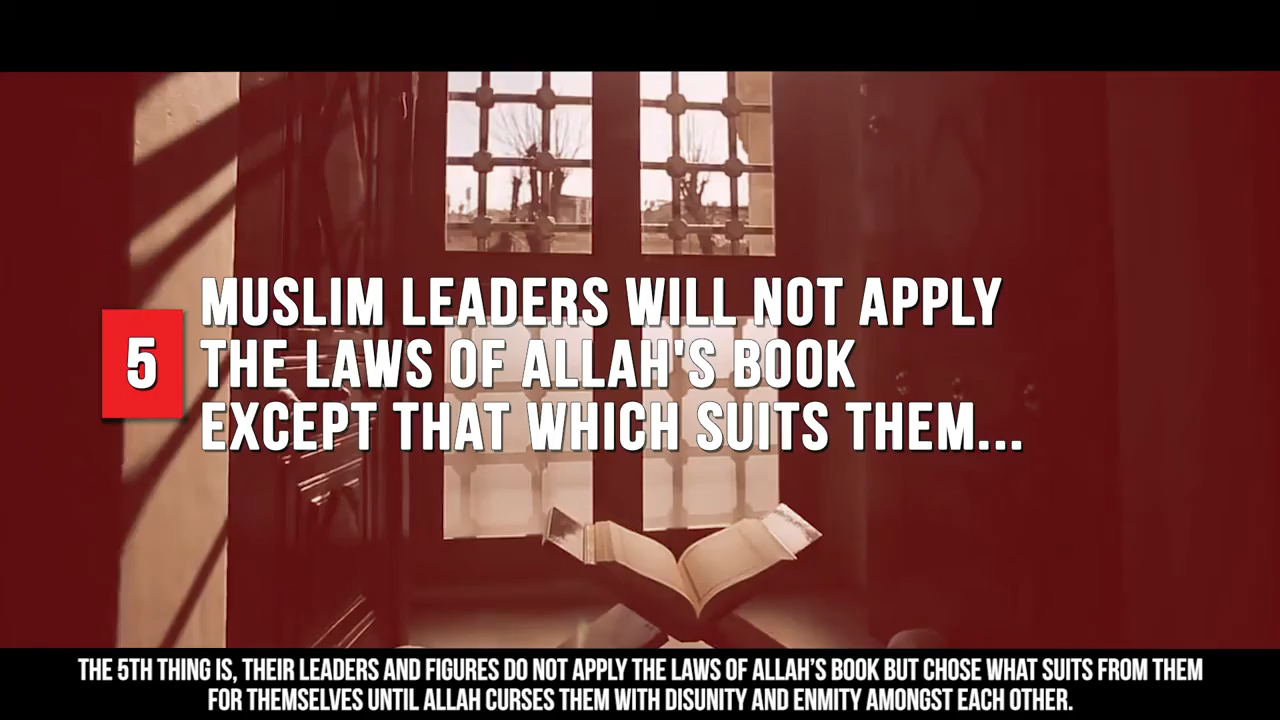 5
MUSLIM LEADERS WILL NOT APPLY
THE LAWS OF ALLAH'S BOOK
EXCEPT THAT WHICH SUITS THEM...
THE 5TH THING IS, THEIR LEADERS AND FIGURES DO NOT APPLY THE LAWS OF ALLAH'S BOOK BUT CHOSE WHAT SUITS FROM THEM
FOR THEMSELVES UNTIL ALLAH CURSES THEM WITH DISUNITY AND ENMITY AMONGST EACH OTHER.